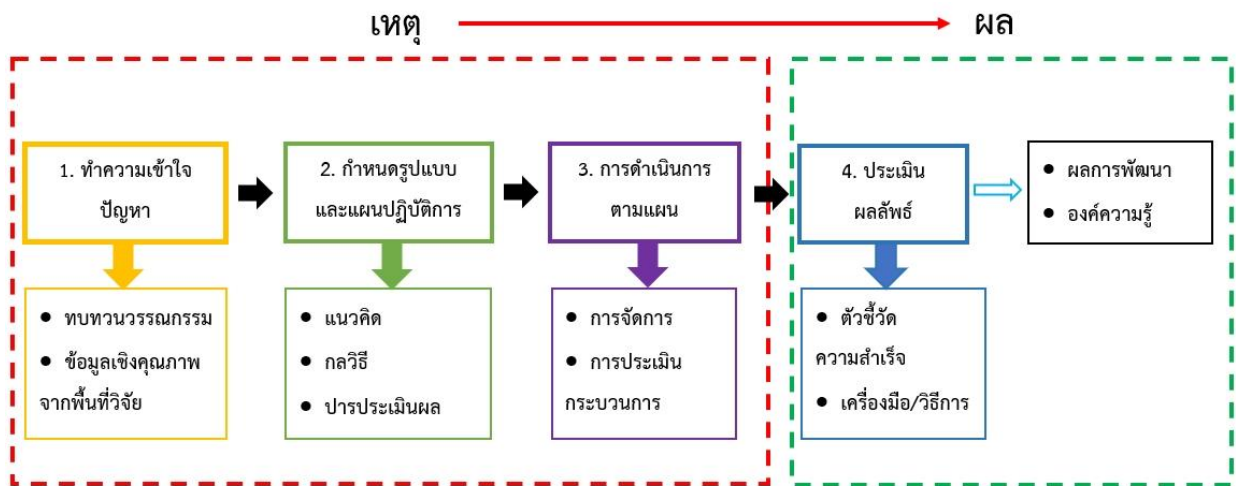 เหตุ
ผล
1. ทำความเข้าใจ
ปัญหา
2. กำหนดรูปแบบ
และแผนปฏิบัติการ
3. การดำเนินการ
ตามแผน
4. ประเมิน
ผลลัพธ์
● ผลการพัฒนา
● องค์ความรู้
● ทบทวนวรรณกรรม
● ข้อมูลเชิงคุณภาพ
จากพื้นที่วิจัย
● แนวคิด
● กลวิธี
● ปารประเมินผล
● การจัดการ
● การประเมิน
กระบวนการ
● ตัวชี้วัด
ความสำเร็จ
● เครื่องมือ/วิธีการ